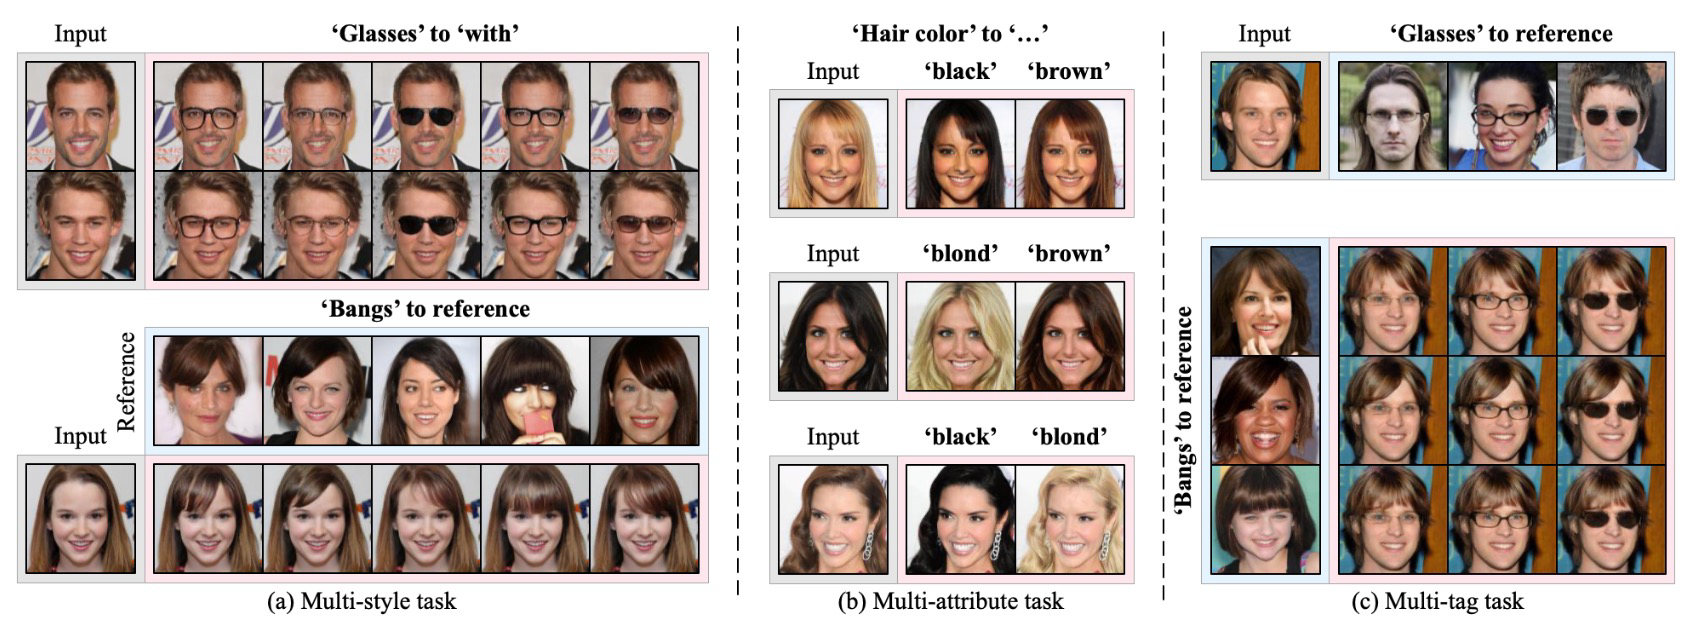 Input
‘Glasses’ to ‘with’
‘Bangs’ to reference
Reference
Input
(a) Multi-style task
‘Hair color’ to ‘…’
Input
‘black’
‘brown’
Input
‘blond’
‘brown’
Input
‘black’
‘blond’
(b) Multi-attribute task
Input
‘Glasses’ to reference
‘Bangs’ to reference
(c) Multi-tag task